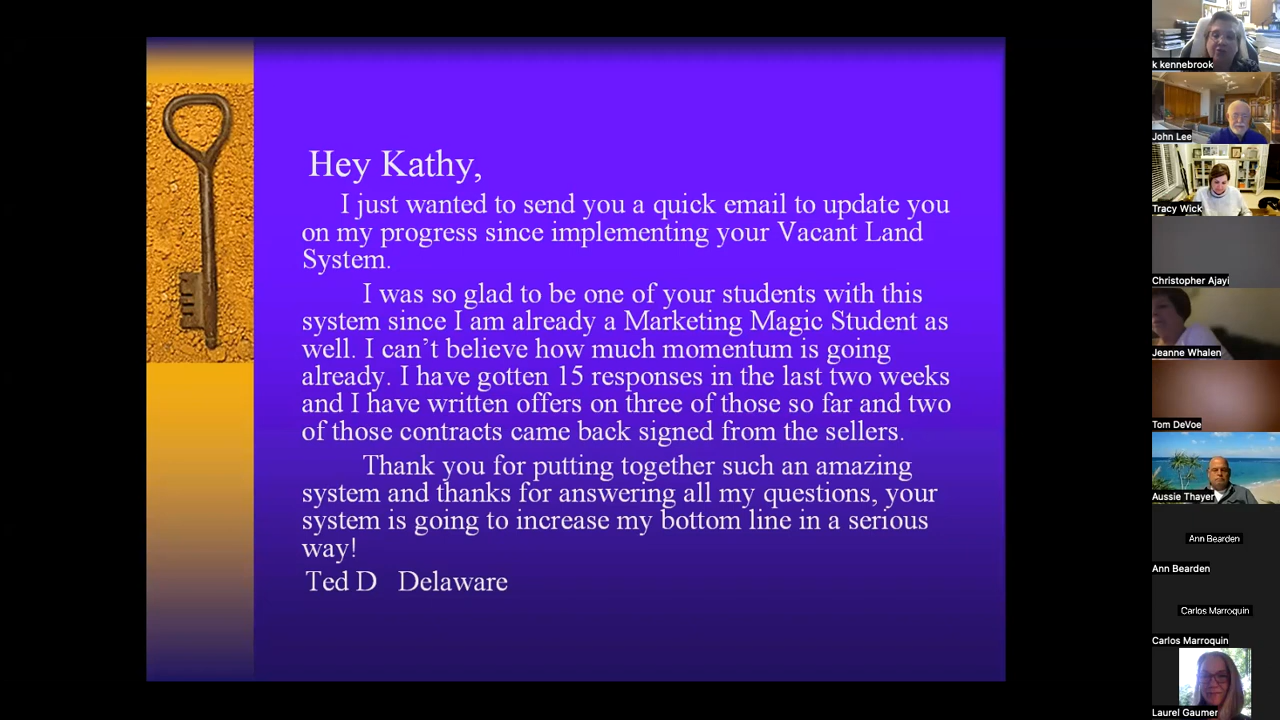 Hey Kathy,
I just wanted to send you a quick email to update you
on my progress since implementing your Vacant Land
System.
I was so glad to be one of your students with this
system since I am already a Marketing Magic Student as
well. I can’t believe how much momentum is going
already. I have gotten 15 responses in the last two weeks
and I have written offers on three of those so far and two
of those contracts came back signed from the sellers.
Thank you for putting together such an amazing
system and thanks for answering all my questions, your
system is going to increase my bottom line in a serious
way!
Ted D Delaware
k kennebrook
John Lee
Tracy Wick
Christopher Ajayi
Jeanne Whalen
Tom DeVoe
Aussie Thayer
Ann Bearden
Ann Bearden
Carlos Marroquin
Carlos Marroquin
Laurel Gaumer